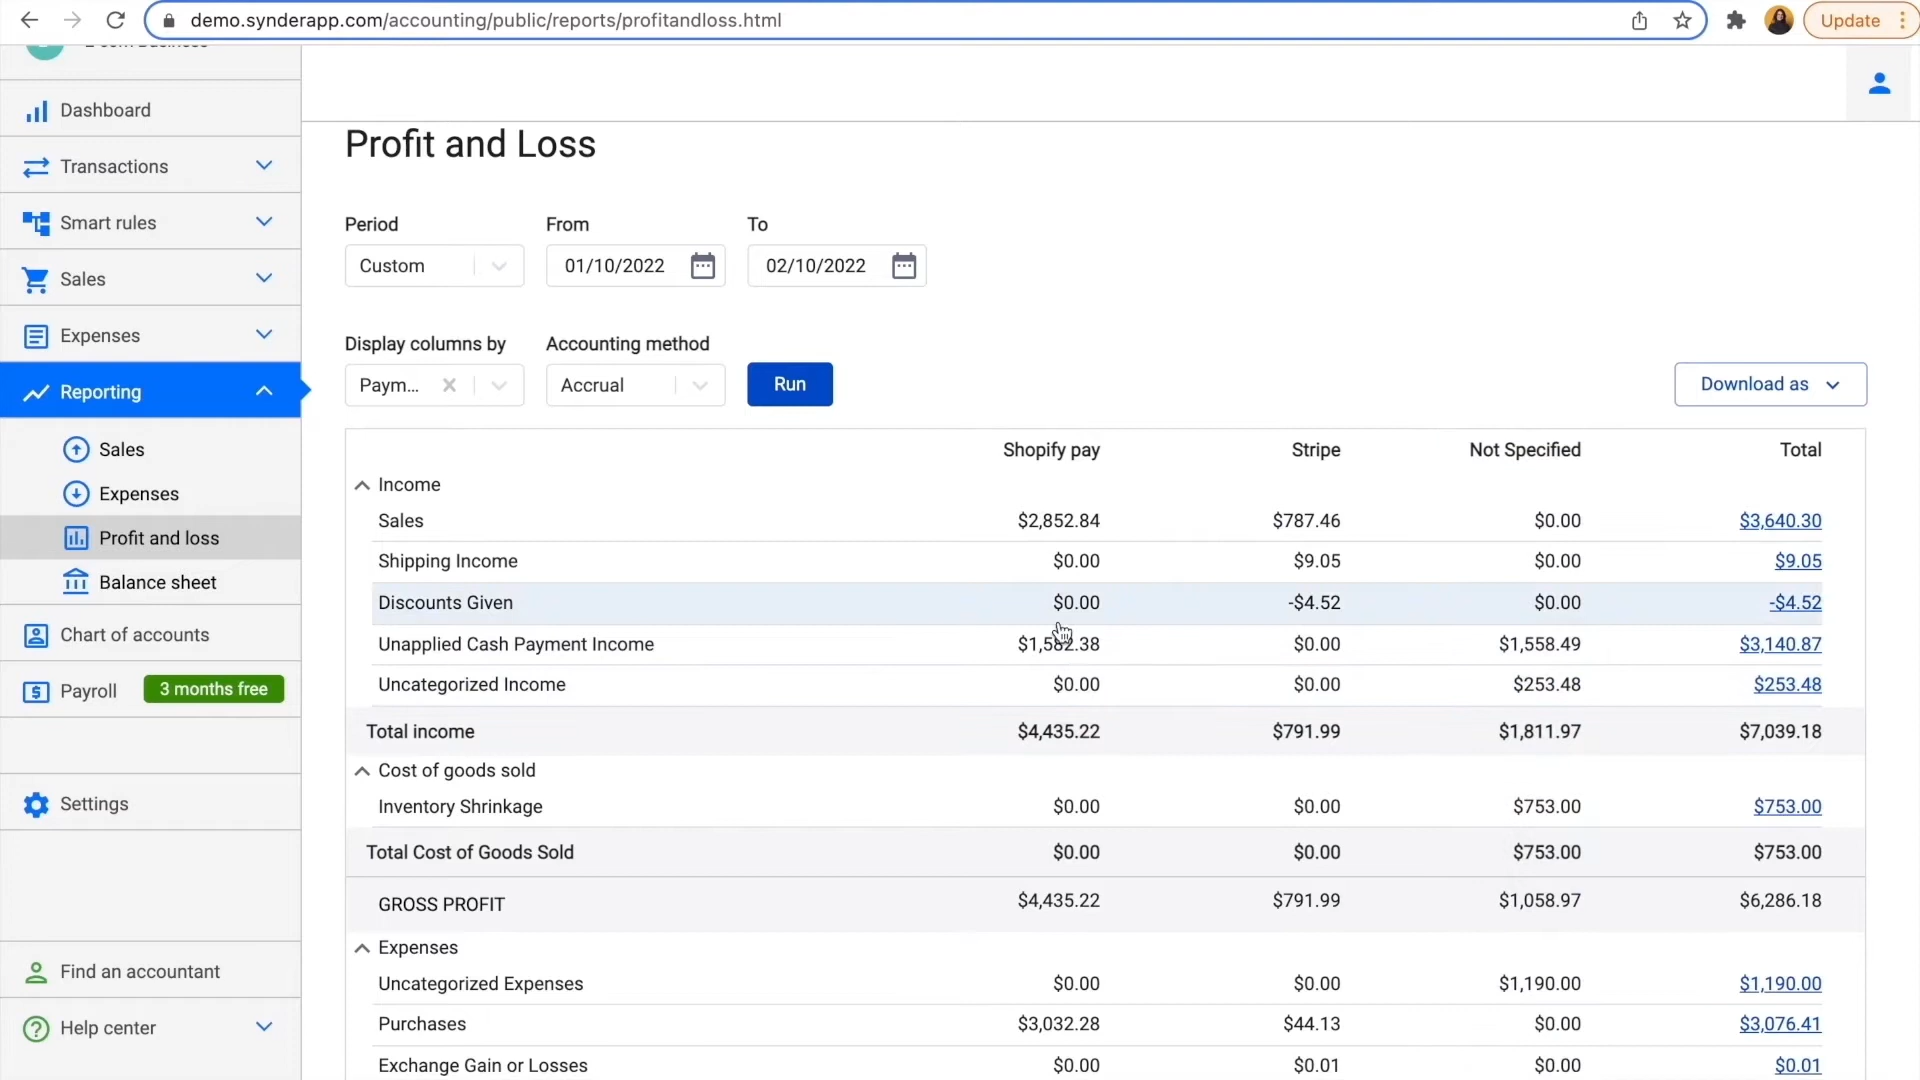 demo.synderapp.com/accounting/public/reports/profitandloss.html
Update
Dashboard
Transactions
Smart rules
Sales
Expenses
Reporting
Sales
Expenses
Profit and loss
Balance sheet
Chart of accounts
Payroll 3 months free
Settings
Find an accountant
Help center
Profit and Loss
Period From To
Custom 01/10/2022 02/10/2022
Display columns by Accounting method
Paym... Accrual Run Download as
Shopify pay Stripe Not Specified Total
Income
Sales $2,852.84 $787.46 $0.00 $3,640.30
Shipping Income $0.00 $9.05 $0.00 $9.05
Discounts Given $0.00 -$4.52 $0.00 -$4.52
Unapplied Cash Payment Income $1,582.38 $0.00 $1,558.49 $3,140.87
Uncategorized Income $0.00 $0.00 $253.48 $253.48
Total income $4,435.22 $791.99 $1,811.97 $7,039.18
Cost of goods sold
Inventory Shrinkage $0.00 $0.00 $753.00 $753.00
Total Cost of Goods Sold $0.00 $0.00 $753.00 $753.00
GROSS PROFIT $4,435.22 $791.99 $1,058.97 $6,286.18
Expenses
Uncategorized Expenses $0.00 $0.00 $1,190.00 $1,190.00
Purchases $3,032.28 $44.13 $0.00 $3,076.41
Exchange Gain or Losses $0.00 $0.01 $0.00 $0.01